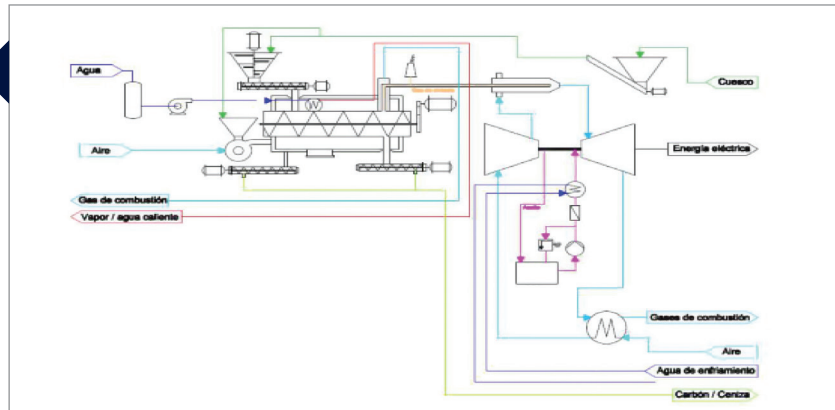 Agua
Cuesco
Aire
Energía eléctrica
Gas de combustión
Vapor / agua caliente
Aceite
Gases de combustión
Aire
Agua de enfriamiento
Carbón / Ceniza